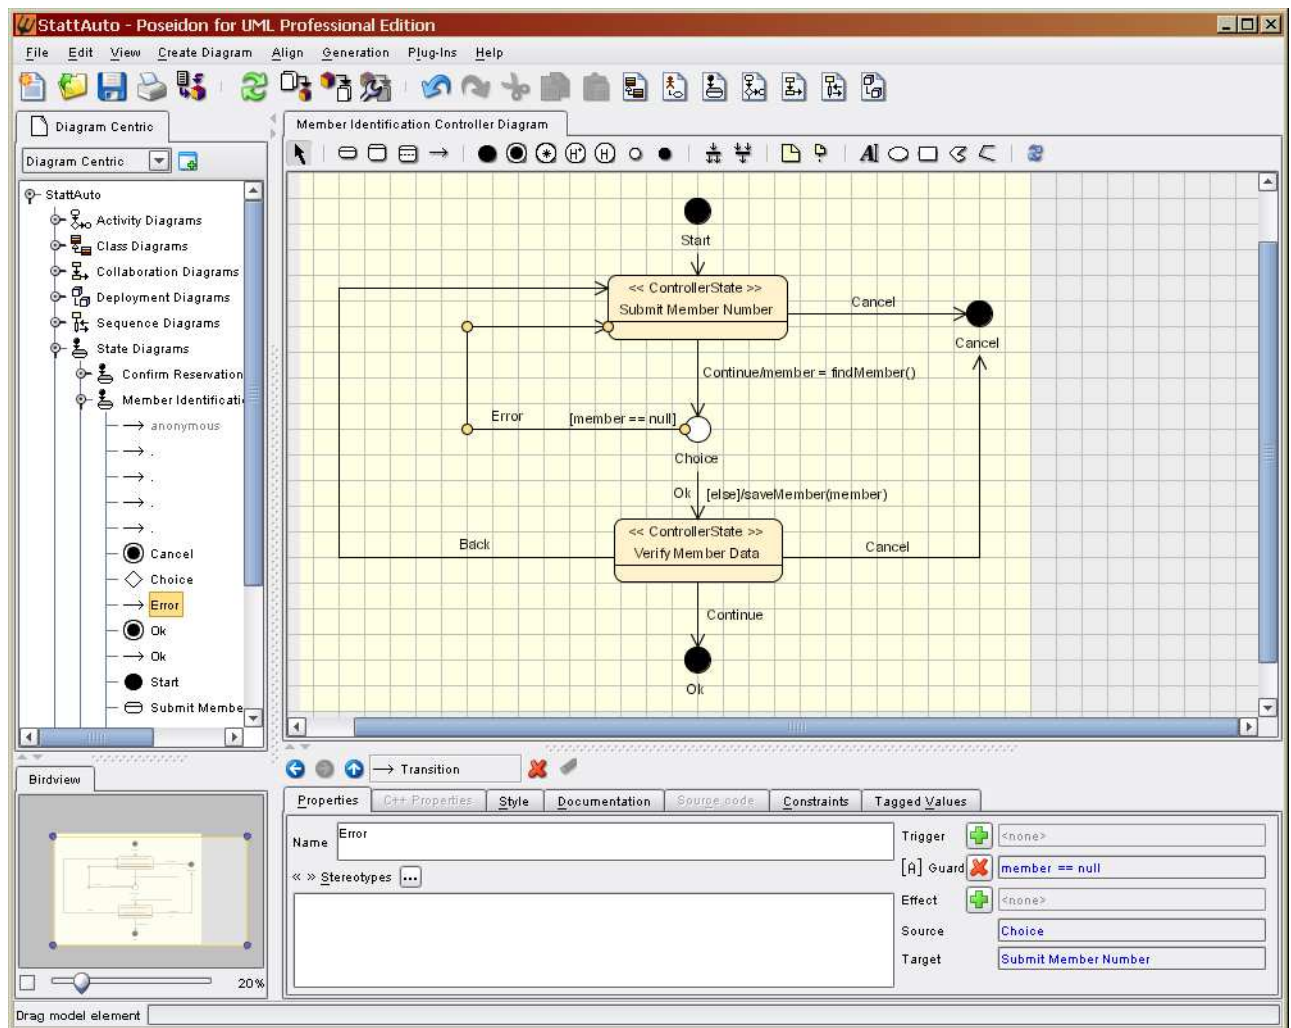 StattAuto - Poseidon for UML Professional Edition
File Edit View Create Diagram Align Generation Plug-Ins Help
Diagram Centric
Diagram Centric
StattAuto
Activity Diagrams
Class Diagrams
Collaboration Diagrams
Deployment Diagrams
Sequence Diagrams
State Diagrams
Confirm Reservation
Member Identificati
anonymous
.
.
.
.
Cancel
Choice
Error
Ok
Ok
Start
Submit Membe
Birdview
20%
Member Identification Controller Diagram
Start
<< ControllerState >>
Submit Member Number
Cancel
Cancel
Continue/member = findMember()
Error [member == null]
Choice
Ok [else]/saveMember(member)
<< ControllerState >>
Verify Member Data
Back
Cancel
Continue
Ok
Transition
Properties C++ Properties Style Documentation Source code Constraints Tagged Values
Name Error
« » Stereotypes ...
Trigger <none>
[A] Guard member == null
Effect <none>
Source Choice
Target Submit Member Number
Drag model element